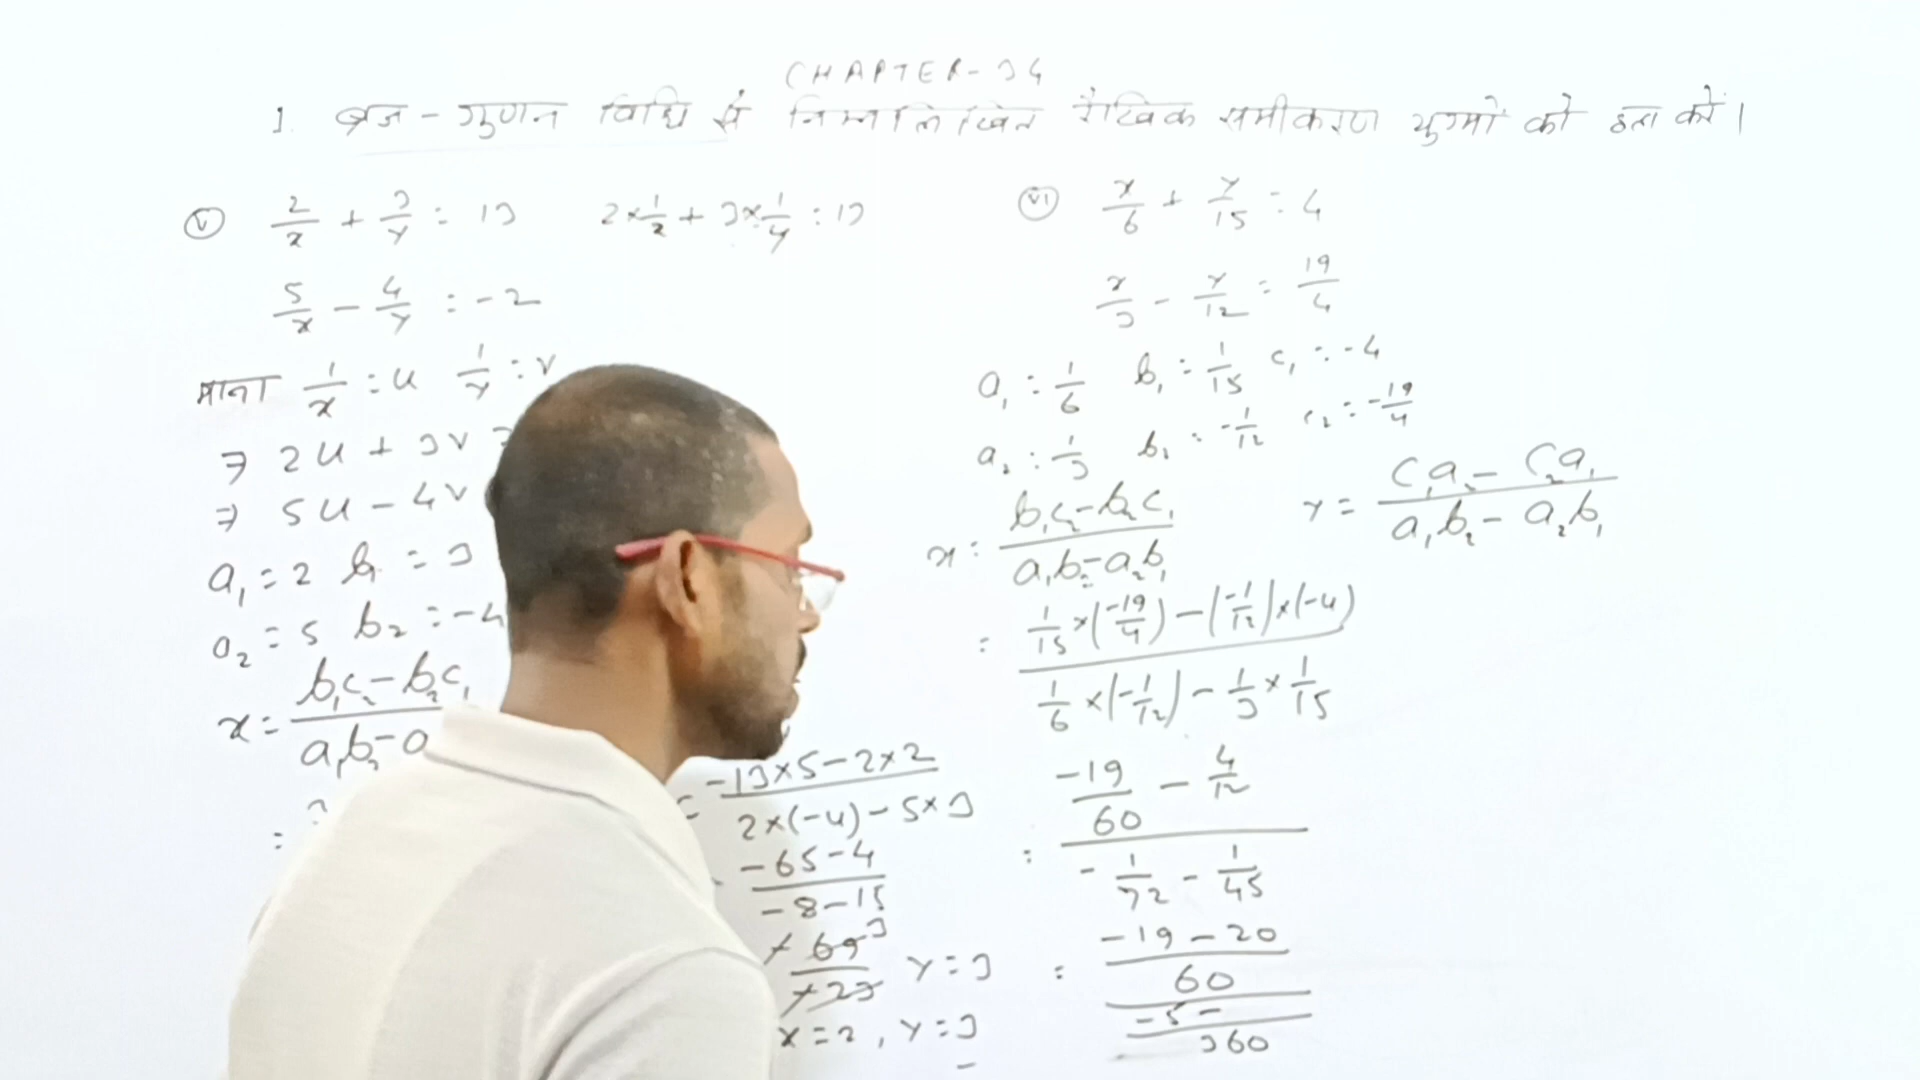 CHAPTER-34
1. बज्र-गुणन विधि से निम्नलिखित रैखिक समीकरण युग्मों को हल करें।
(v) 2/x + 3/y = 13 2×1/x + 3×1/y = 13
5/x - 4/y = -2
माना 1/x = u 1/y = v
⇒ 2u + 3v
⇒ 5u - 4v
a₁ = 2 b₁ = 3
a₂ = 5 b₂ = -4
x = (b₁c₂ - b₂c₁)/(a₁b₂ - a
=
= (-13×5-2×2)/(2×(-4)-5×3)
(-65-4)/(-8-15)
-69/-23 3 y = 3
x = 2, y = 3
(vi) x/6 + y/15 = 4
x/3 - y/12 = 19/4
a₁ = 1/6 b₁ = 1/15 c₁ = -4
a₂ = 1/3 b₂ = -1/12 c₂ = -19/4
x = (b₁c₂ - b₂c₁)/(a₁b₂ - a₂b₁) y = (c₁a₂ - c₂a₁)/(a₁b₂ - a₂b₁)
= (1/15×(-19/4)-(-1/12)×(-4))/(1/6×(-1/12)-1/3×1/15)
= (-19/60 - 4/12)/(-1/72 - 1/45)
= ((-19-20)/60)/((-5-)/360)